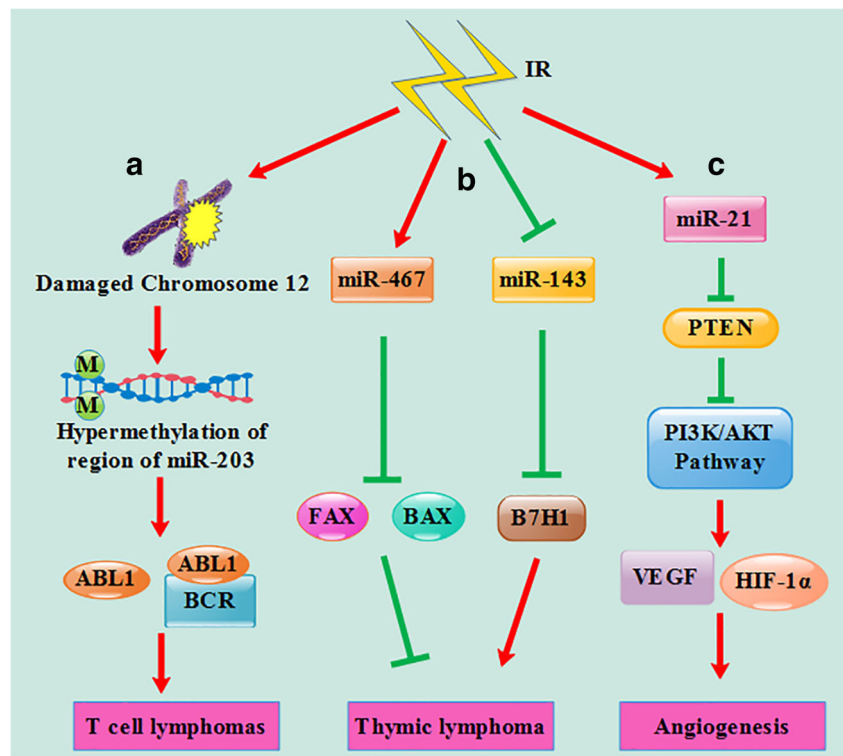 IR
a
b
c
miR-21
Damaged Chromosome 12
miR-467
miR-143
PTEN
M
M
Hypermethylation of
region of miR-203
PI3K/AKT
Pathway
FAX
BAX
B7H1
ABL1
ABL1
BCR
VEGF
HIF-1α
T cell lymphomas
Thymic lymphoma
Angiogenesis